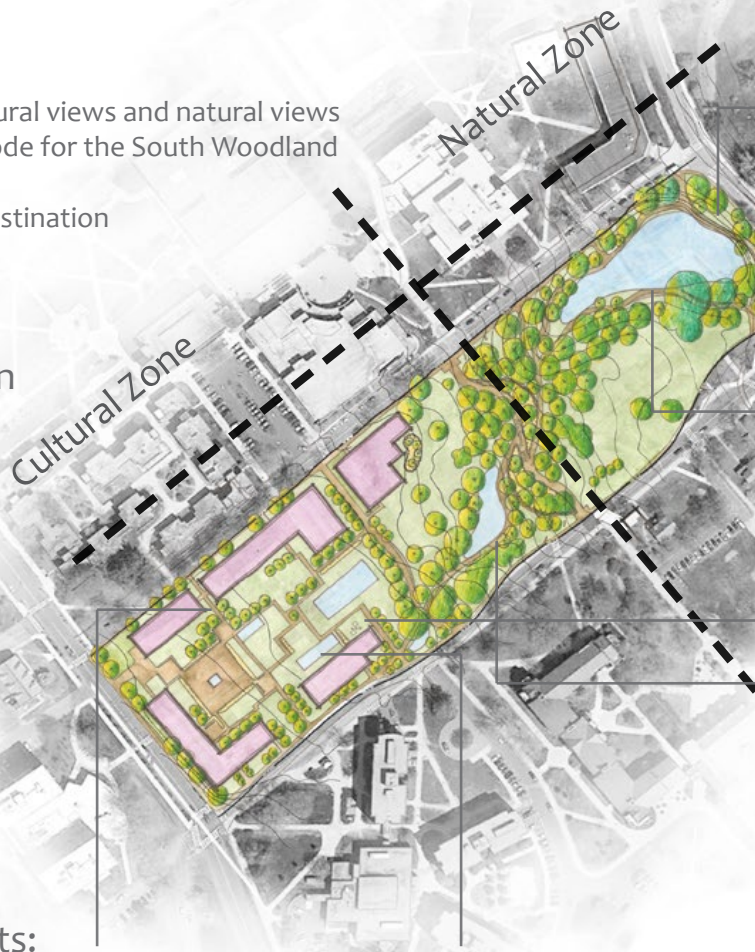 Natural Zone
ural views and natural views
ode for the South Woodland
stination
n
Cultural Zone
ts: